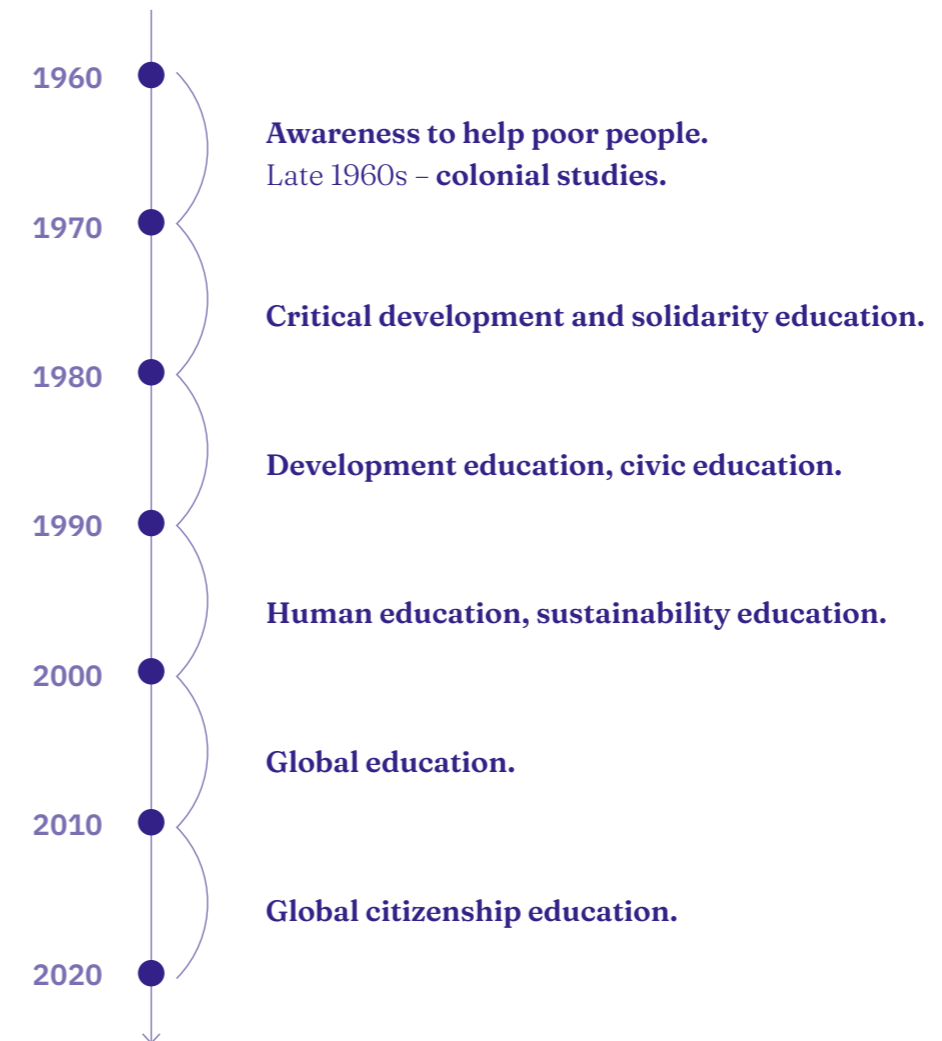 1960
Awareness to help poor people.
Late 1960s – colonial studies.
1970
Critical development and solidarity education.
1980
Development education, civic education.
1990
Human education, sustainability education.
2000
Global education.
2010
Global citizenship education.
2020